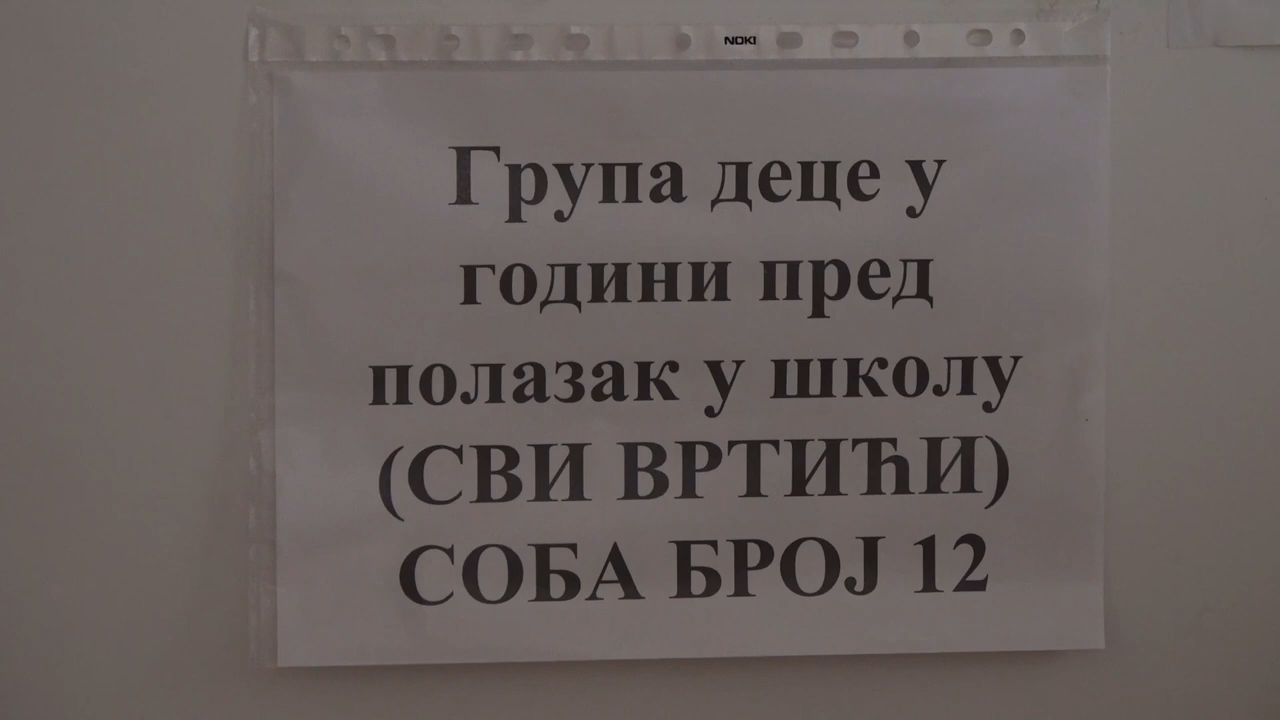 NOKI
Група деце у
години пред
полазак у школу
(СВИ ВРТИЋИ)
СОБА БРОЈ 12